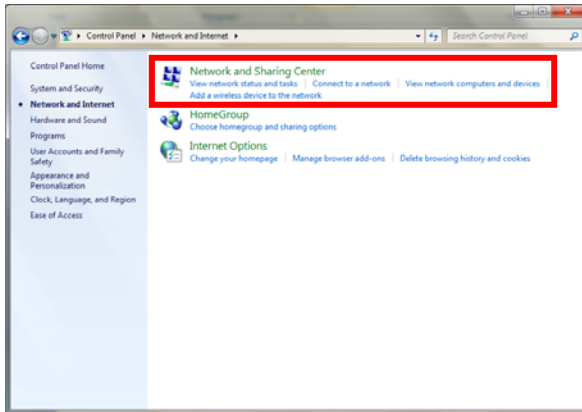 Control Panel ▸ Network and Internet ▸
Search Control Panel
Control Panel Home
System and Security
Network and Internet
Hardware and Sound
Programs
User Accounts and Family
Safety
Appearance and
Personalization
Clock, Language, and Region
Ease of Access
Network and Sharing Center
View network status and tasks | Connect to a network | View network computers and devices
Add a wireless device to the network
HomeGroup
Choose homegroup and sharing options
Internet Options
Change your homepage | Manage browser add-ons | Delete browsing history and cookies